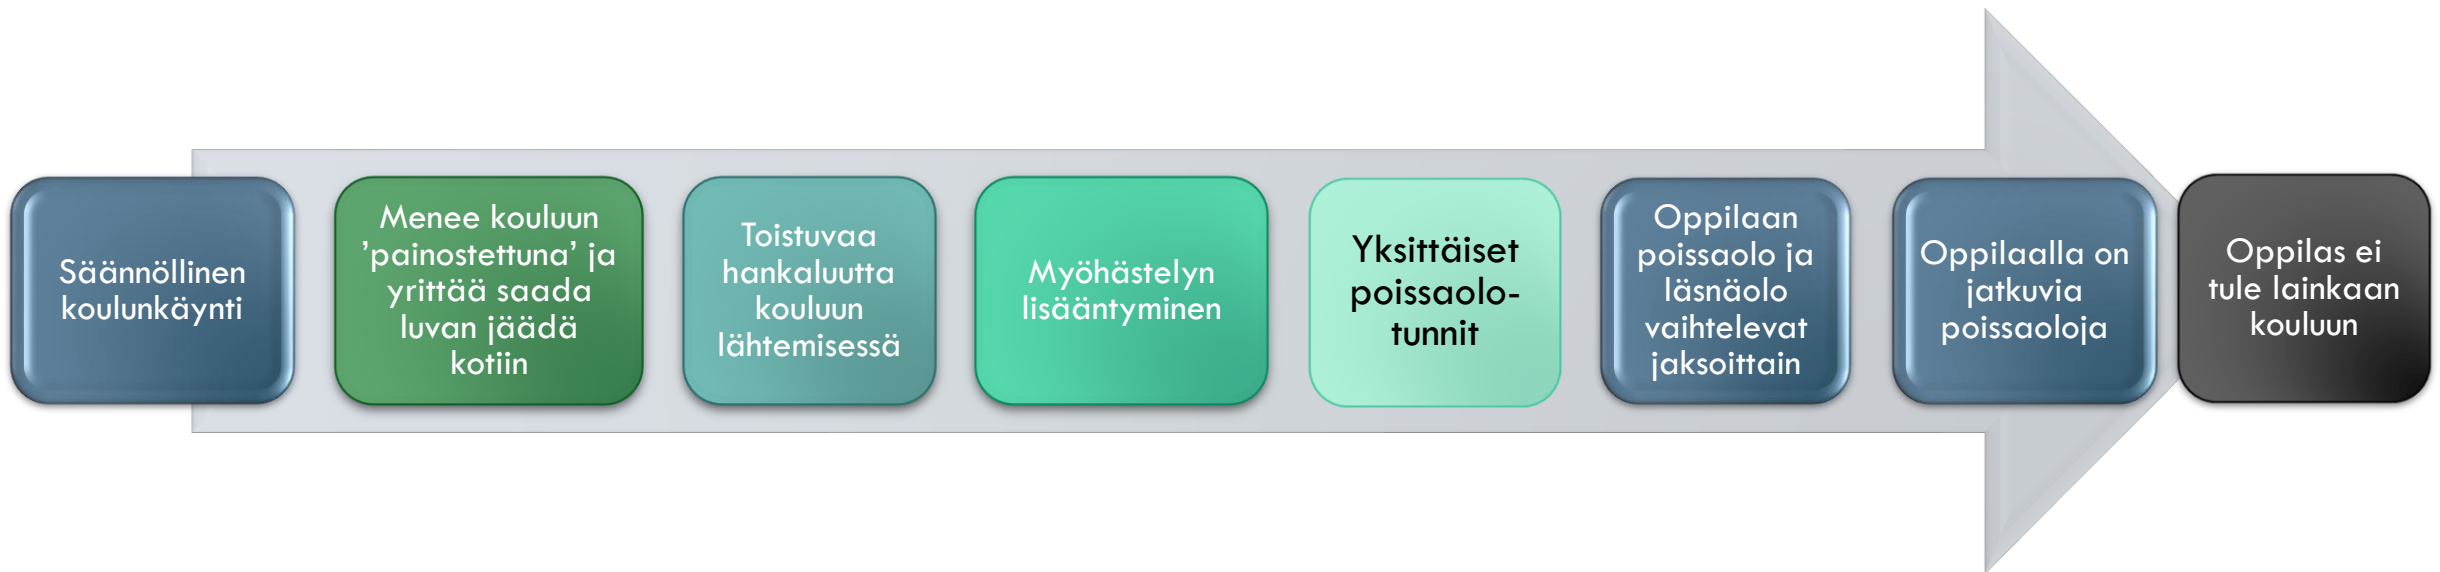 Säännöllinen
koulunkäynti
Menee kouluun
’painostettuna’ ja
yrittää saada
luvan jäädä
kotiin
Toistuvaa
hankaluutta
kouluun
lähtemisessä
Myöhästelyn
lisääntyminen
Yksittäiset
poissaolo-
tunnit
Oppilaan
poissaolo ja
läsnäolo
vaihtelevat
jaksoittain
Oppilaalla on
jatkuvia
poissaoloja
Oppilas ei
tule lainkaan
kouluun